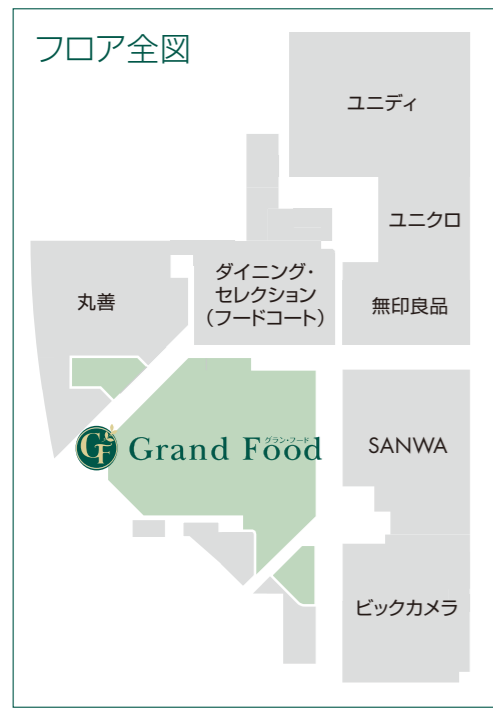 フロア全図
ユニディ
ユニクロ
ダイニング・
セレクション
(フードコート)
丸善
無印良品
GF
グラン・フード
Grand Food
SANWA
ビックカメラ